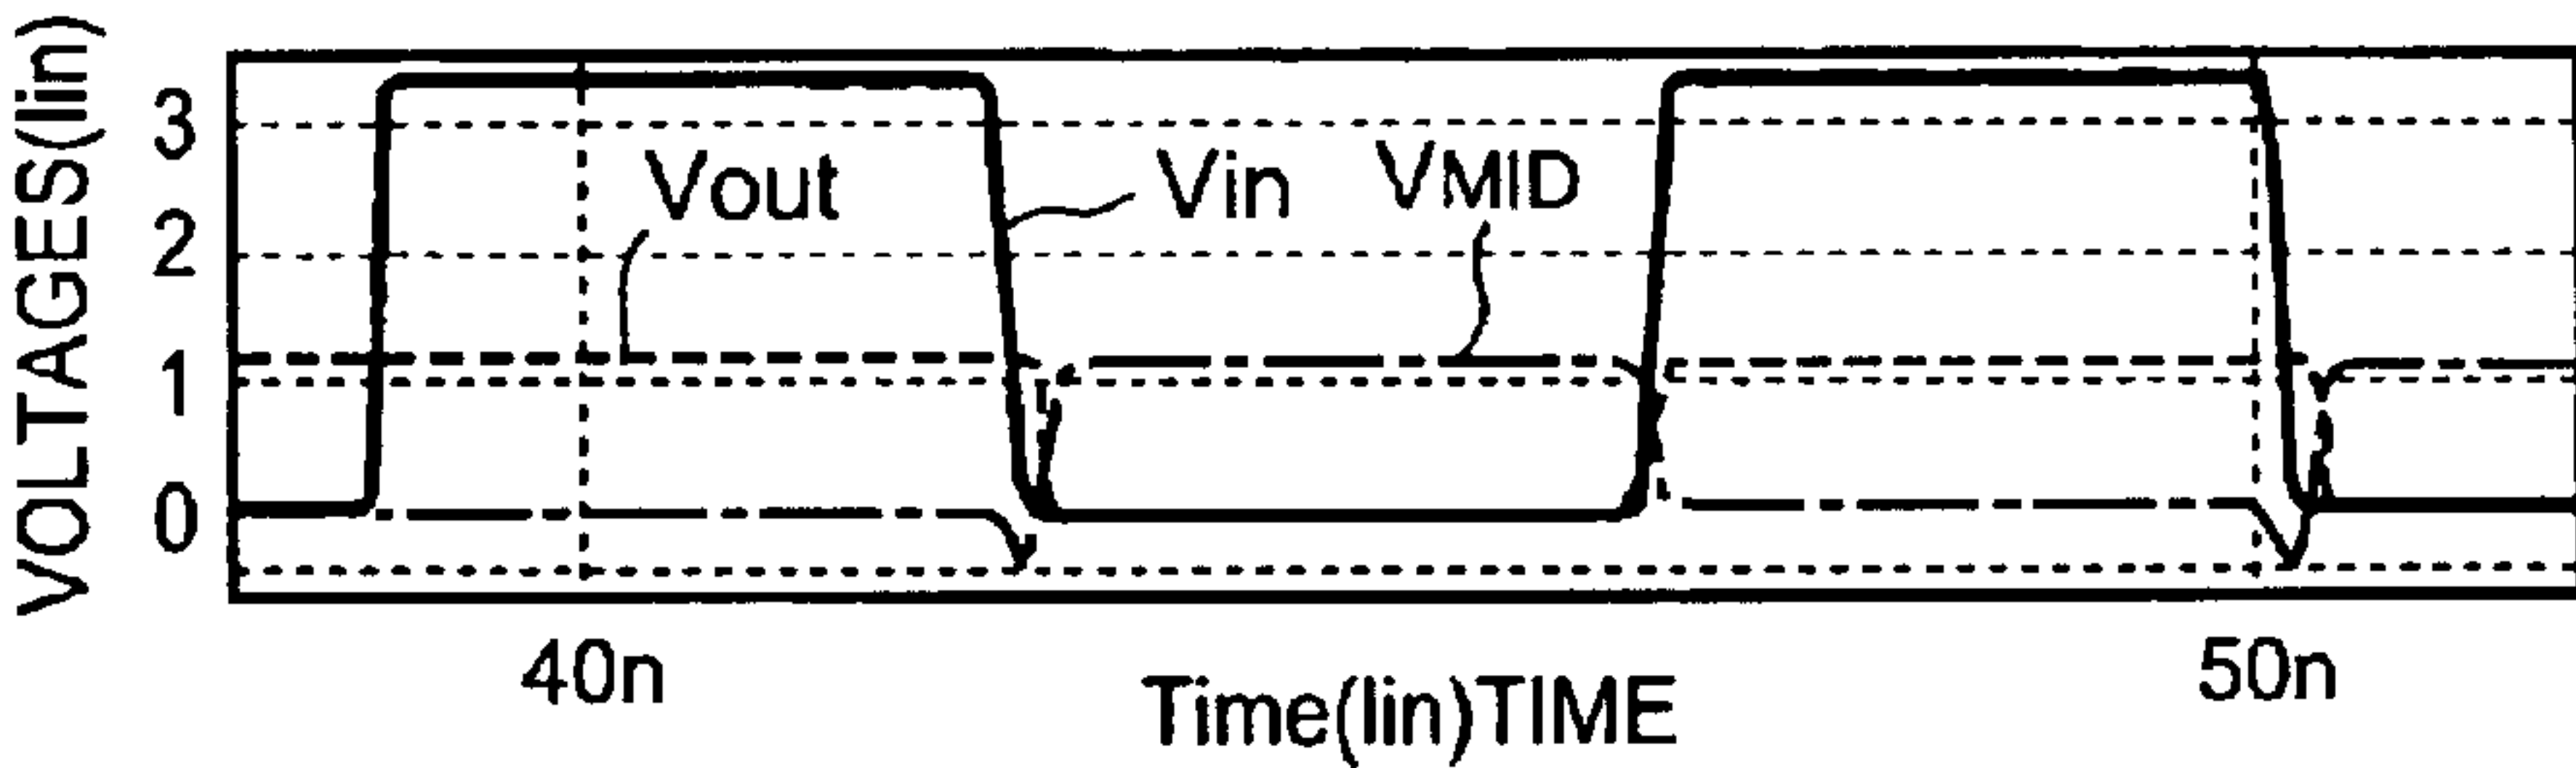 VOLTAGES(lin)
3
2
1
0
Vout
Vin
VMID
40n
50n
Time(lin)TIME